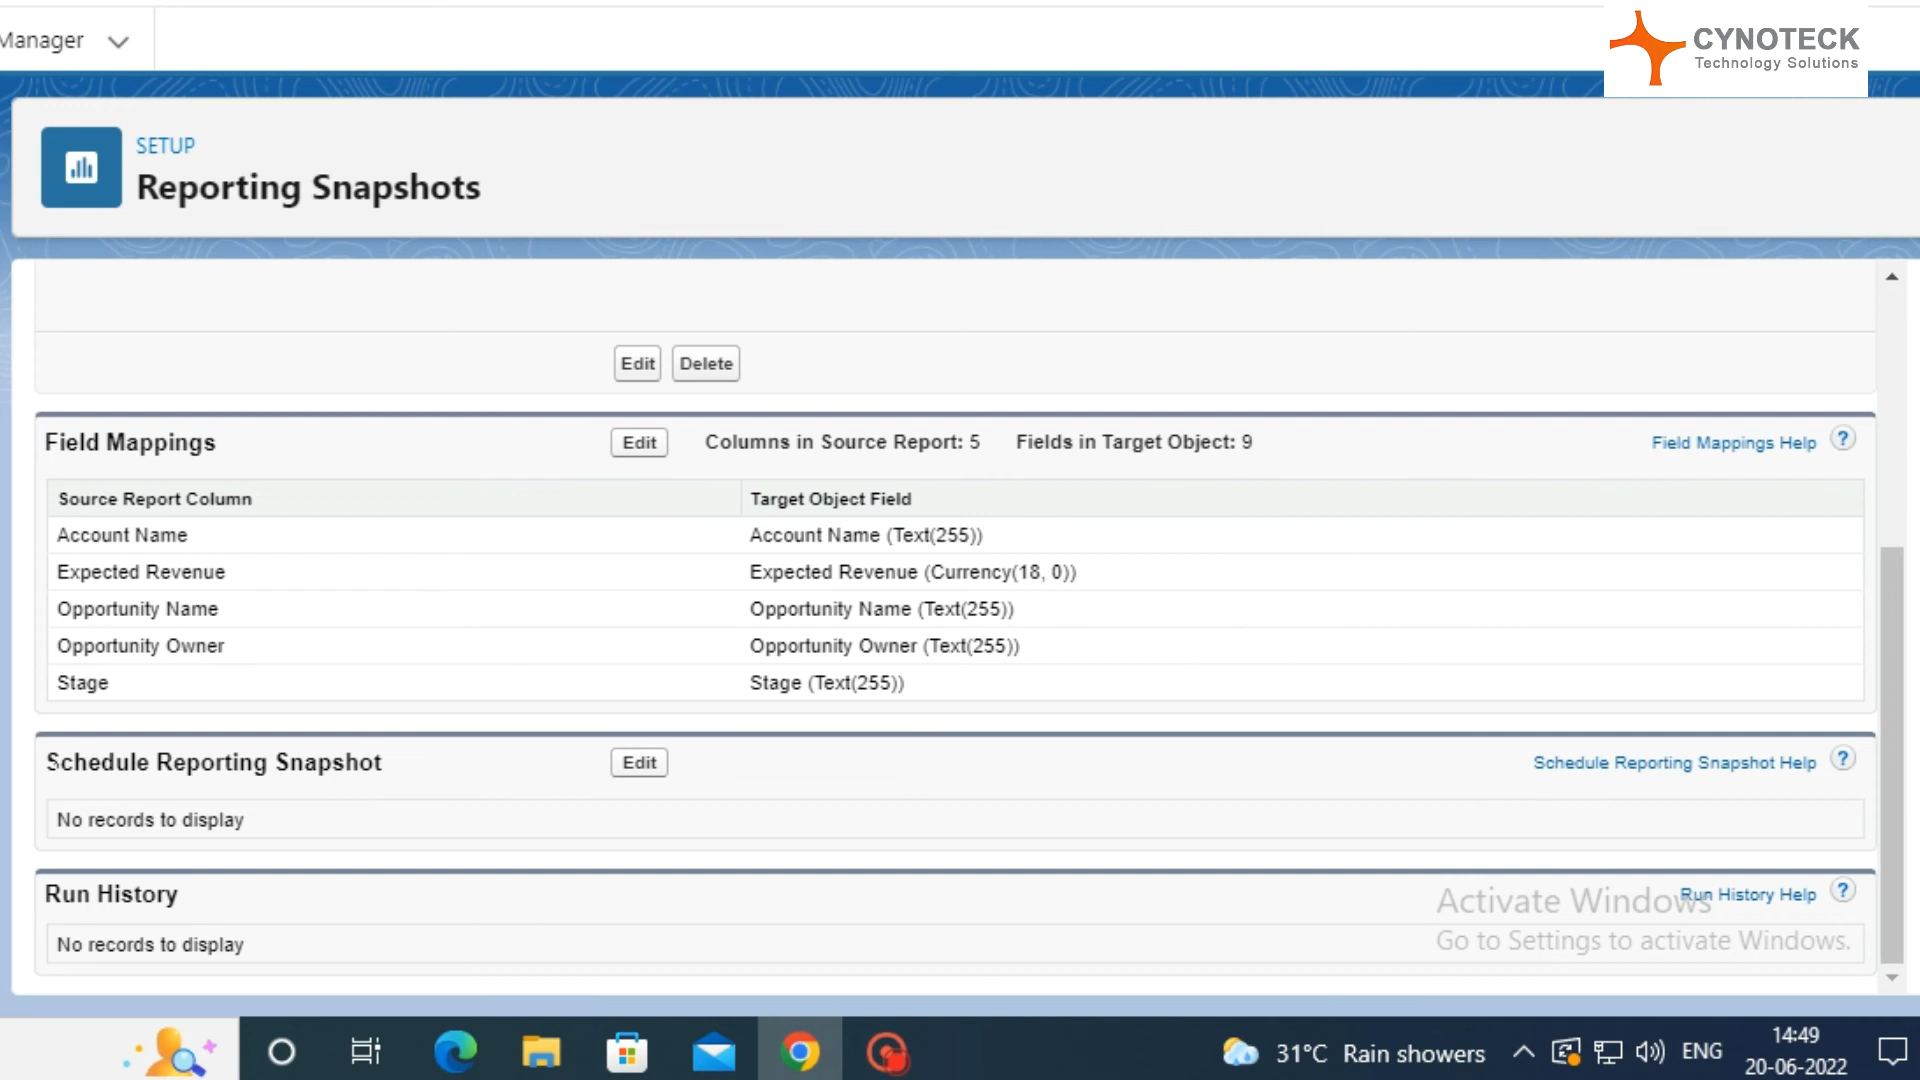 Manager
CYNOTECK
Technology Solutions
SETUP
Reporting Snapshots
Edit Delete
Field Mappings Edit Columns in Source Report: 5 Fields in Target Object: 9 Field Mappings Help ?
Source Report Column Target Object Field
Account Name Account Name (Text(255))
Expected Revenue Expected Revenue (Currency(18, 0))
Opportunity Name Opportunity Name (Text(255))
Opportunity Owner Opportunity Owner (Text(255))
Stage Stage (Text(255))
Schedule Reporting Snapshot Edit Schedule Reporting Snapshot Help ?
No records to display
Run History Run History Help ?
No records to display
Activate Windows
Go to Settings to activate Windows.
31°C Rain showers ENG
14:49
20-06-2022